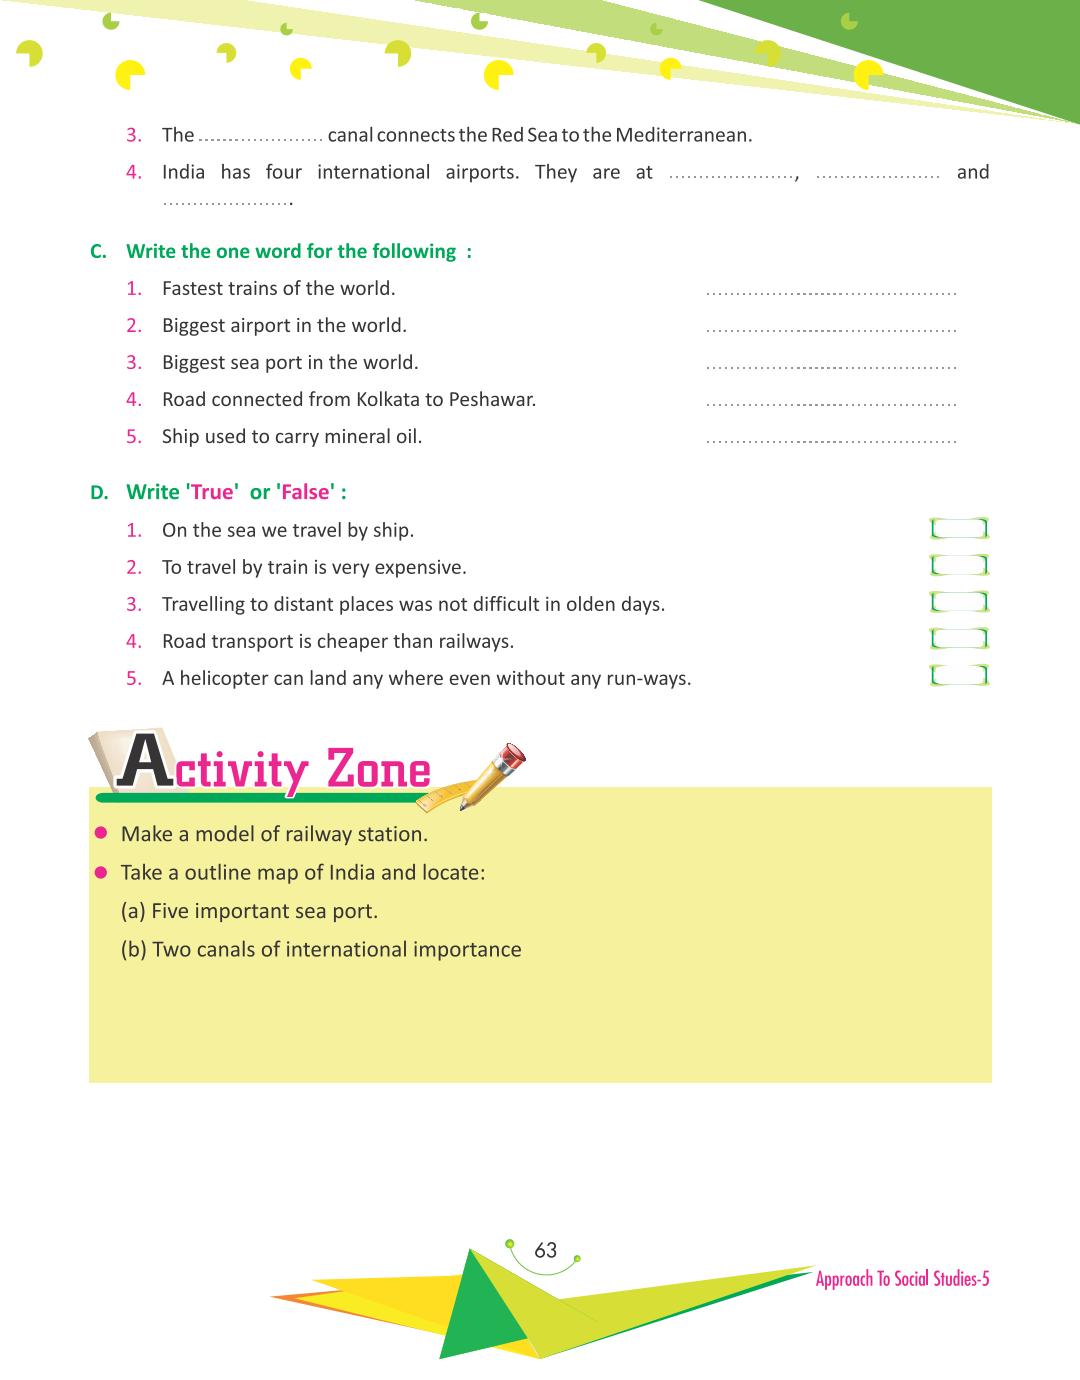 3. The ..................... canal connects the Red Sea to the Mediterranean.
4. India has four international airports. They are at ....................., ..................... and
......................
C. Write the one word for the following :
1. Fastest trains of the world. ..........................................
2. Biggest airport in the world. ..........................................
3. Biggest sea port in the world. ..........................................
4. Road connected from Kolkata to Peshawar. ..........................................
5. Ship used to carry mineral oil. ..........................................
D. Write 'True' or 'False' :
1. On the sea we travel by ship.
2. To travel by train is very expensive.
3. Travelling to distant places was not difficult in olden days.
4. Road transport is cheaper than railways.
5. A helicopter can land any where even without any run-ways.
Activity Zone
● Make a model of railway station.
● Take a outline map of India and locate:
(a) Five important sea port.
(b) Two canals of international importance
63
Approach To Social Studies-5